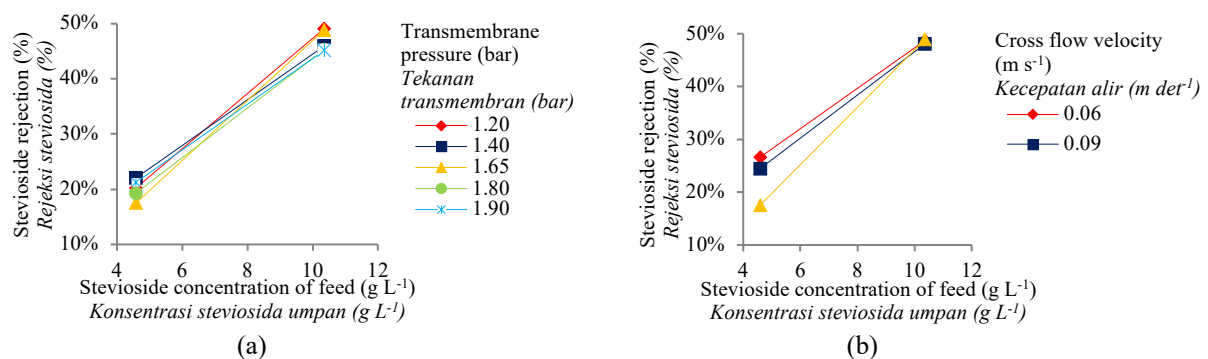 Stevioside rejection (%)
Rejeksi steviosida (%)
50%
40%
30%
20%
10%
4 6 8 10 12
Stevioside concentration of feed (g L⁻¹)
Konsentrasi steviosida umpan (g L⁻¹)
(a)
Transmembrane
pressure (bar)
Tekanan
transmembran (bar)
1.20
1.40
1.65
1.80
1.90
Stevioside rejection (%)
Rejeksi steviosida (%)
50%
40%
30%
20%
10%
4 6 8 10 12
Stevioside concentration of feed (g L⁻¹)
Konsentrasi steviosida umpan (g L⁻¹)
(b)
Cross flow velocity
(m s⁻¹)
Kecepatan alir (m det⁻¹)
0.06
0.09